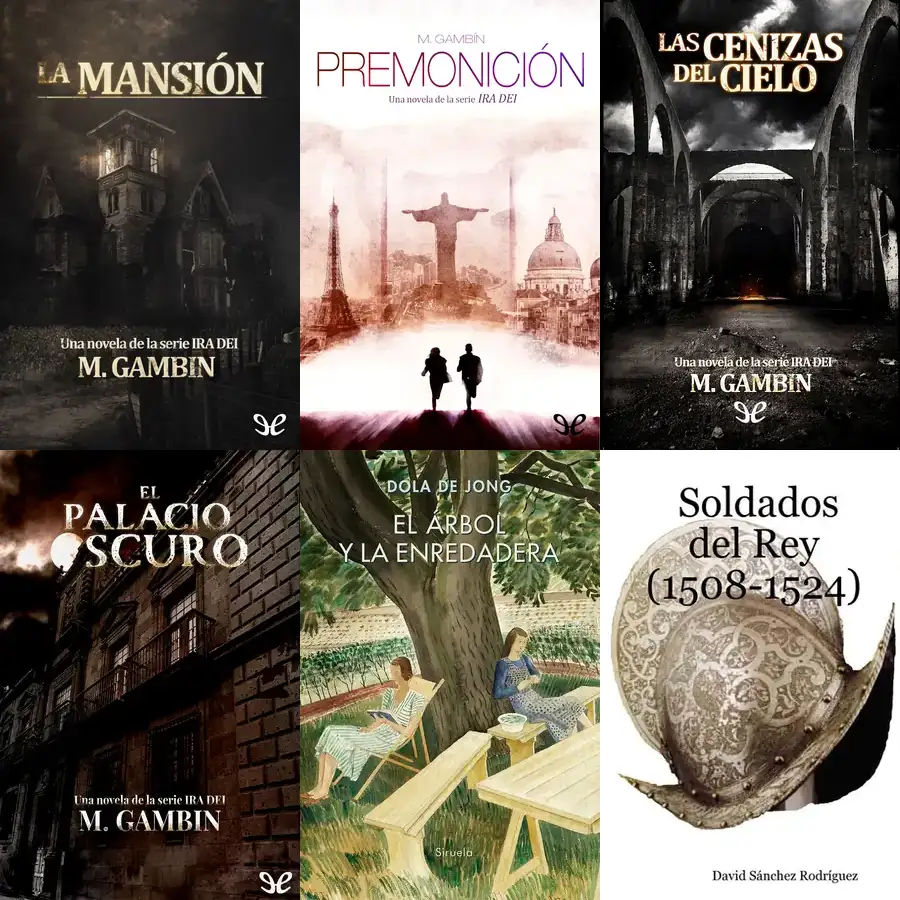 LA MANSIÓN
Una novela de la serie IRA DEI
M. GAMBIN
M. GAMBÍN
PREMONICIÓN
Una novela de la serie IRA DEI
LAS CENIZAS
DEL CIELO
Una novela de la serie IRA DEI
M. GAMBIN
EL
PALACIO
OSCURO
Una novela de la serie IRA DEI
M. GAMBIN
DOLA DE JONG
EL ÁRBOL
Y LA ENREDADERA
Siruela
Soldados
del Rey
(1508-1524)
David Sánchez Rodríguez